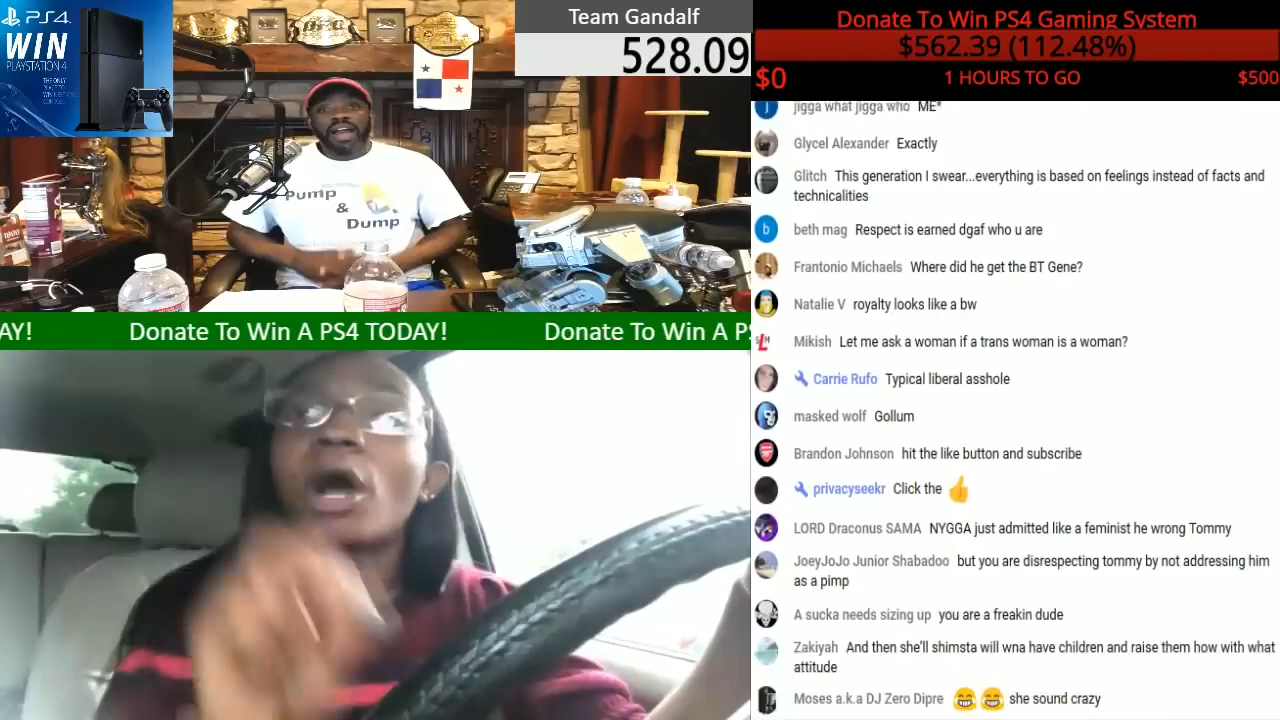 PS4
WIN
PLAYSTATION 4
THE ONLY
PLACE TO
Team Gandalf
528.09
Pump
&
Dump
AY!
Donate To Win A PS4 TODAY!
Donate To Win A PS
Donate To Win PS4 Gaming System
$562.39 (112.48%)
$0
1 HOURS TO GO
$500
jigga what jigga who ME*
Glycel Alexander Exactly
Glitch This generation I swear...everything is based on feelings instead of facts and
technicalities
b
beth mag Respect is earned dgaf who u are
Frantonio Michaels Where did he get the BT Gene?
Natalie V royalty looks like a bw
Mikish Let me ask a woman if a trans woman is a woman?
Carrie Rufo Typical liberal asshole
masked wolf Gollum
Brandon Johnson hit the like button and subscribe
privacyseekr Click the 👍
LORD Draconus SAMA NYGGA just admitted like a feminist he wrong Tommy
JoeyJoJo Junior Shabadoo but you are disrespecting tommy by not addressing him
as a pimp
A sucka needs sizing up you are a freakin dude
Zakiyah And then she'll shimsta will wna have children and raise them how with what
attitude
Moses a.k.a DJ Zero Dipre 😂 😂 she sound crazy